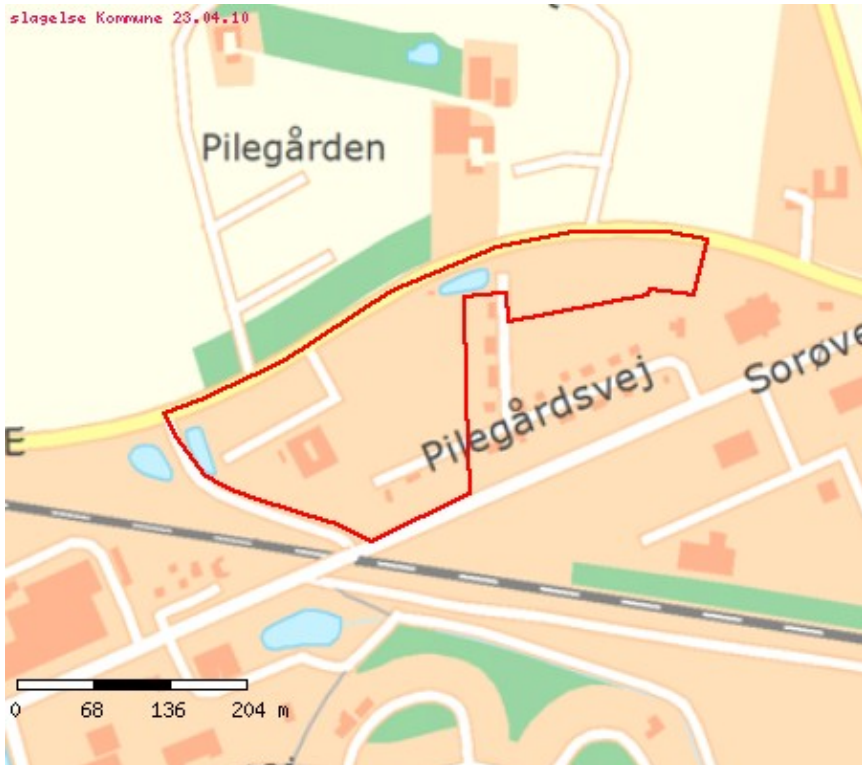 slagelse Kommune 23.04.10
Pilegården
Sorøve
Pilegårdsvej
E
0 68 136 204 m